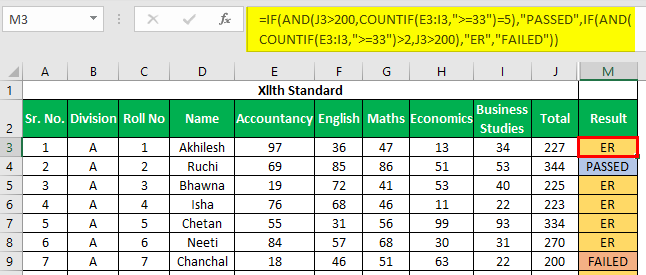 M3 =IF(AND(J3>200,COUNTIF(E3:I3,">=33")=5),"PASSED",IF(AND(
COUNTIF(E3:I3,">=33")>2,J3>200),"ER","FAILED"))
A B C D E F G H I J M
1 XIIth Standard
2 Sr. No. Division Roll No Name Accountancy English Maths Economics Business Studies Total Result
3 1 A 1 Akhilesh 97 36 47 13 34 227 ER
4 2 A 2 Ruchi 69 85 86 51 53 344 PASSED
5 3 A 3 Bhawna 19 72 41 53 40 225 ER
6 4 A 4 Isha 76 68 46 11 22 223 ER
7 5 A 5 Chetan 55 31 56 99 93 334 ER
8 6 A 6 Neeti 84 57 68 30 31 270 ER
9 7 A 7 Chanchal 18 46 51 63 22 200 FAILED